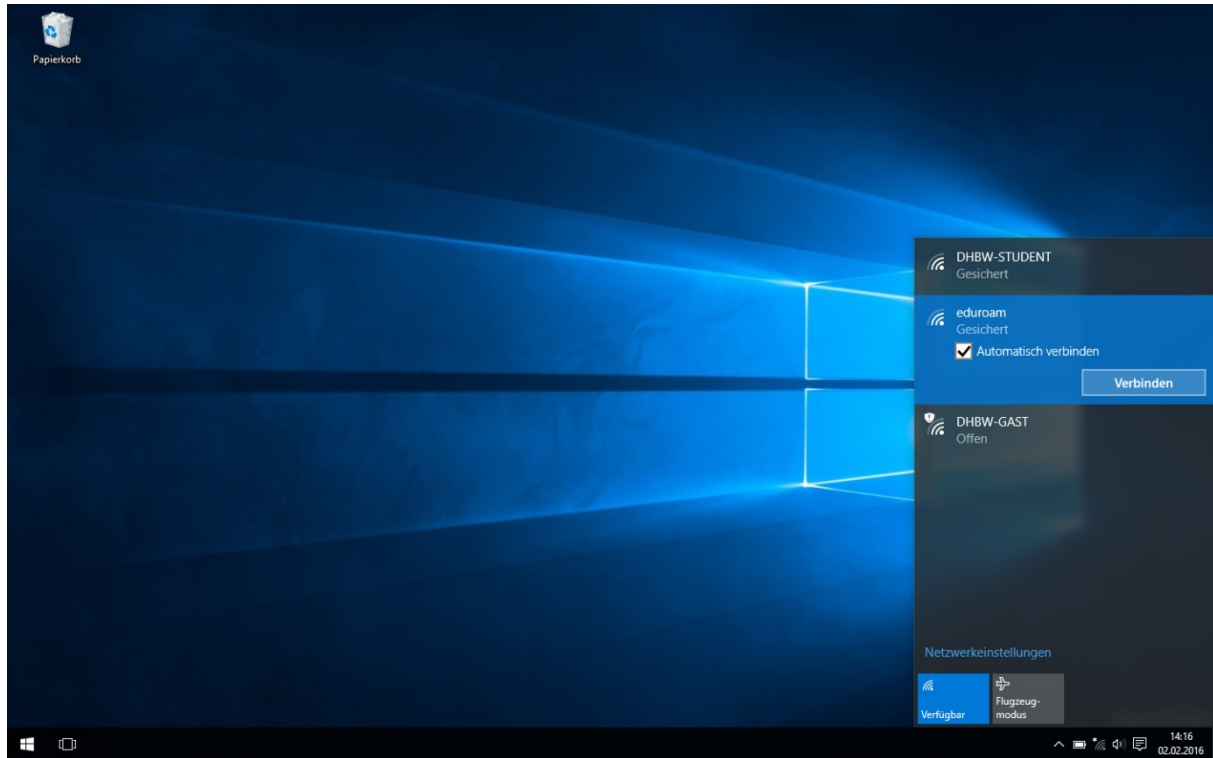 Papierkorb
DHBW-STUDENT
Gesichert
eduroam
Gesichert
Automatisch verbinden
Verbinden
DHBW-GAST
Offen
Netzwerkeinstellungen
Verfügbar
Flugzeug-
modus
14:16
02.02.2016